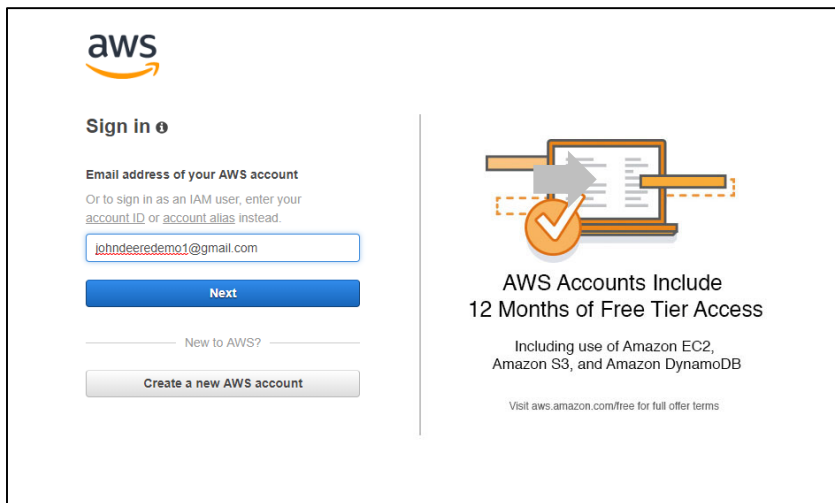 aws
Sign in
Email address of your AWS account
Or to sign in as an IAM user, enter your
account ID or account alias instead.
johndeeredemo1@gmail.com
Next
New to AWS?
Create a new AWS account
AWS Accounts Include
12 Months of Free Tier Access
Including use of Amazon EC2,
Amazon S3, and Amazon DynamoDB
Visit aws.amazon.com/free for full offer terms